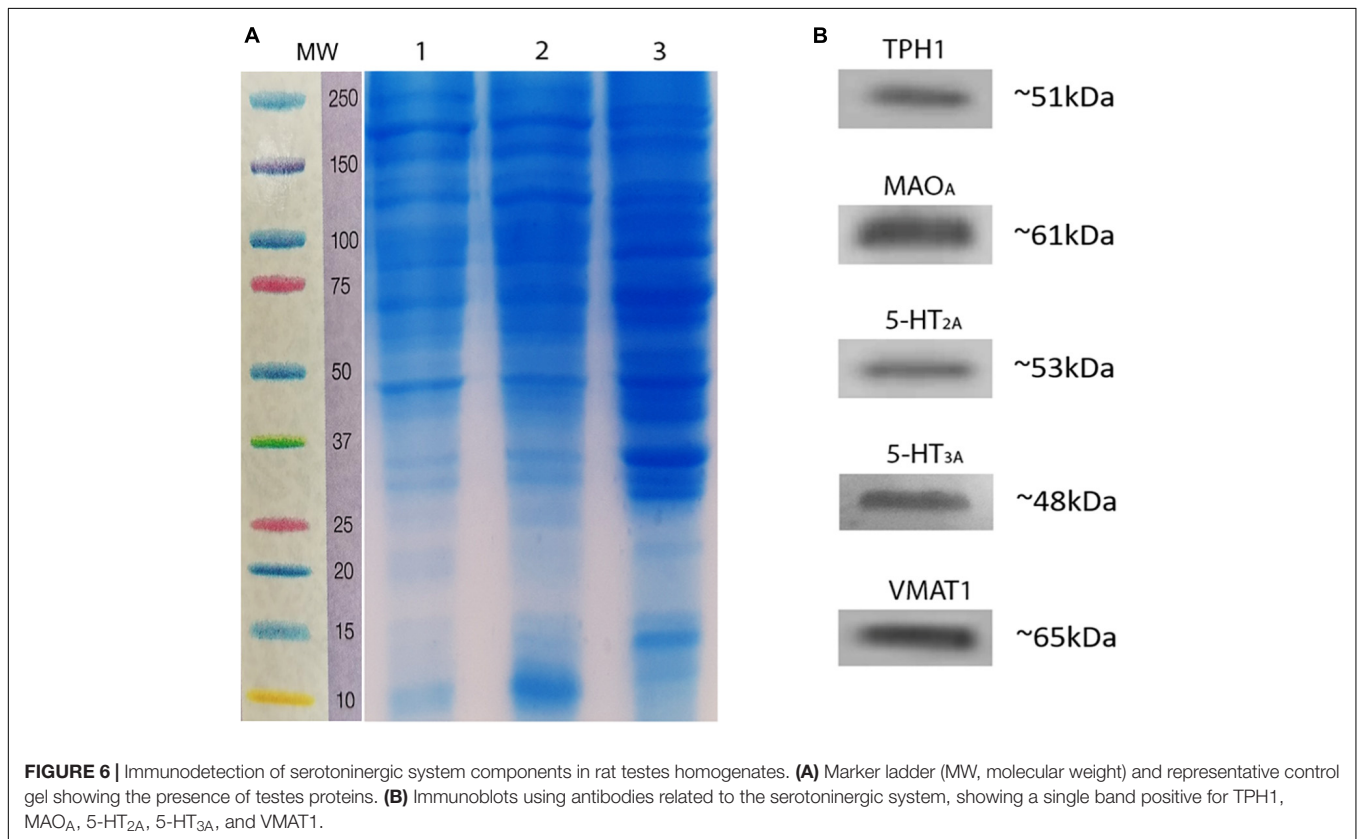 A
MW 1 2 3
250
150
100
75
50
37
25
20
15
10
B
TPH1
~51kDa
MAOA
~61kDa
5-HT2A
~53kDa
5-HT3A
~48kDa
VMAT1
~65kDa
FIGURE 6 | Immunodetection of serotoninergic system components in rat testes homogenates. (A) Marker ladder (MW, molecular weight) and representative control
gel showing the presence of testes proteins. (B) Immunoblots using antibodies related to the serotoninergic system, showing a single band positive for TPH1,
MAOA, 5-HT2A, 5-HT3A, and VMAT1.